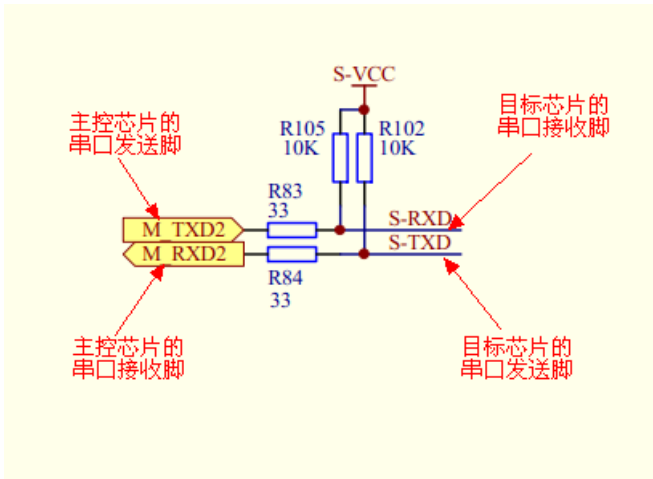 S-VCC
主控芯片的
串口发送脚
R105
10K
R102
10K
目标芯片的
串口接收脚
R83
33
M_TXD2
S-RXD
M_RXD2
S-TXD
R84
33
主控芯片的
串口接收脚
目标芯片的
串口发送脚